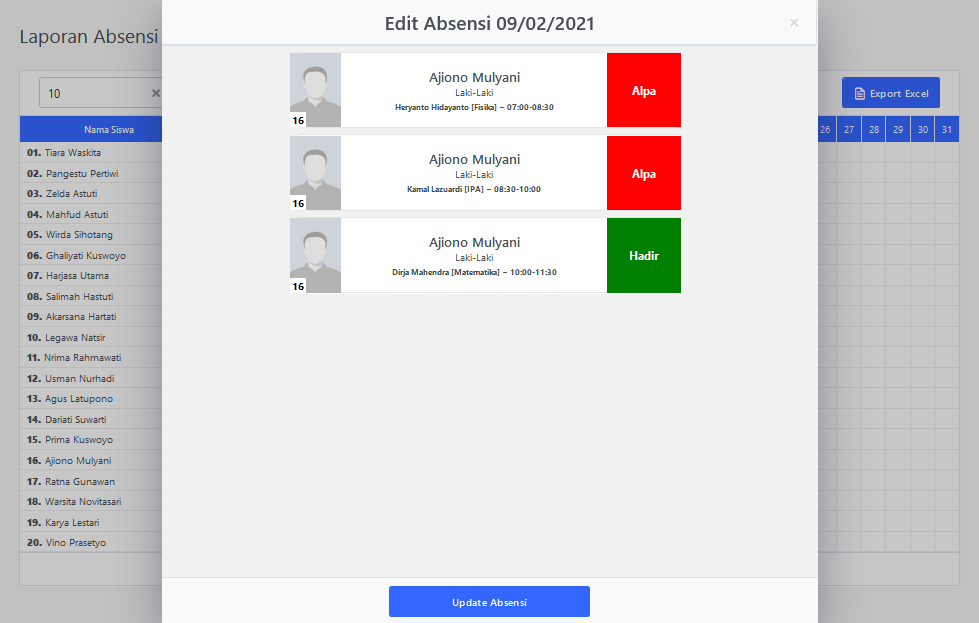 Edit Absensi 09/02/2021
×
Laporan Absensi
10
×
Export Excel
Nama Siswa
26 27 28 29 30 31
01. Tiara Waskita
02. Pangestu Pertiwi
03. Zelda Astuti
04. Mahfud Astuti
05. Wirda Sihotang
06. Ghaliyati Kuswoyo
07. Harjasa Utama
08. Salimah Hastuti
09. Akarsana Hartati
10. Legawa Natsir
11. Nrima Rahmawati
12. Usman Nurhadi
13. Agus Latupono
14. Dariati Suwarti
15. Prima Kuswoyo
16. Ajiono Mulyani
17. Ratna Gunawan
18. Warsita Novitasari
19. Karya Lestari
20. Vino Prasetyo
16
Ajiono Mulyani
Laki-Laki
Heryanto Hidayanto [Fisika] ~ 07:00-08:30
Alpa
16
Ajiono Mulyani
Laki-Laki
Kamal Lazuardi [IPA] ~ 08:30-10:00
Alpa
16
Ajiono Mulyani
Laki-Laki
Dirja Mahendra [Matematika] ~ 10:00-11:30
Hadir
Update Absensi